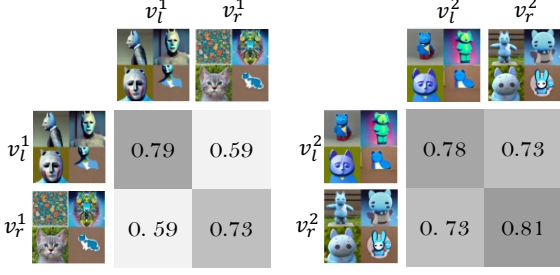 v_l^1 v_r^1 v_l^2 v_r^2
v_l^1 0.79 0.59 v_l^2 0.78 0.73
v_r^1 0. 59 0.73 v_r^2 0. 73 0.81